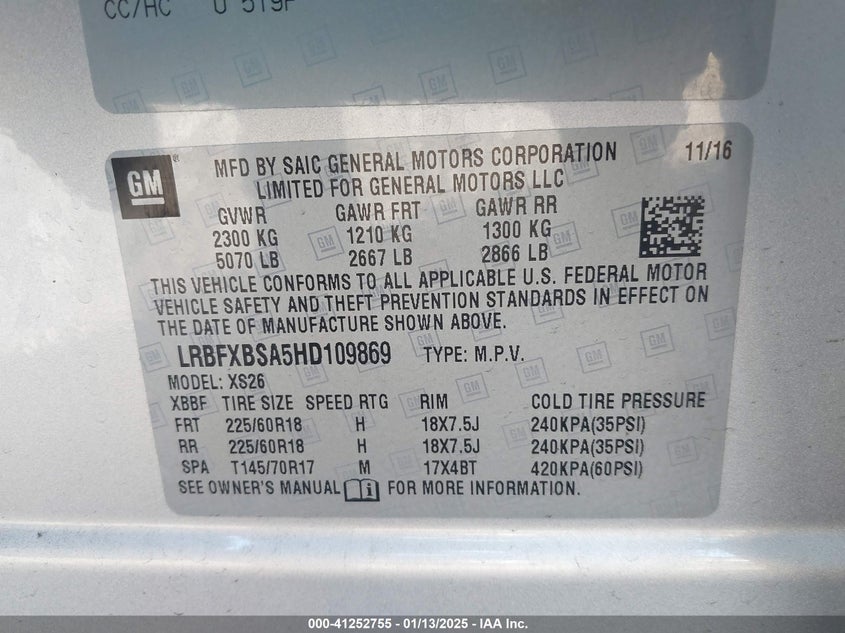 CC/HC U 519F
GM
MFD BY SAIC GENERAL MOTORS CORPORATION 11/16
LIMITED FOR GENERAL MOTORS LLC
GVWR GAWR FRT GAWR RR
2300 KG 1210 KG 1300 KG
5070 LB 2667 LB 2866 LB
THIS VEHICLE CONFORMS TO ALL APPLICABLE U.S. FEDERAL MOTOR
VEHICLE SAFETY AND THEFT PREVENTION STANDARDS IN EFFECT ON
THE DATE OF MANUFACTURE SHOWN ABOVE.
LRBFXBSA5HD109869 TYPE: M.P.V.
MODEL: XS26
XBBF TIRE SIZE SPEED RTG RIM COLD TIRE PRESSURE
FRT 225/60R18 H 18X7.5J 240KPA(35PSI)
RR 225/60R18 H 18X7.5J 240KPA(35PSI)
SPA T145/70R17 M 17X4BT 420KPA(60PSI)
SEE OWNER'S MANUAL FOR MORE INFORMATION.
000-41252755 - 01/13/2025 - IAA Inc.